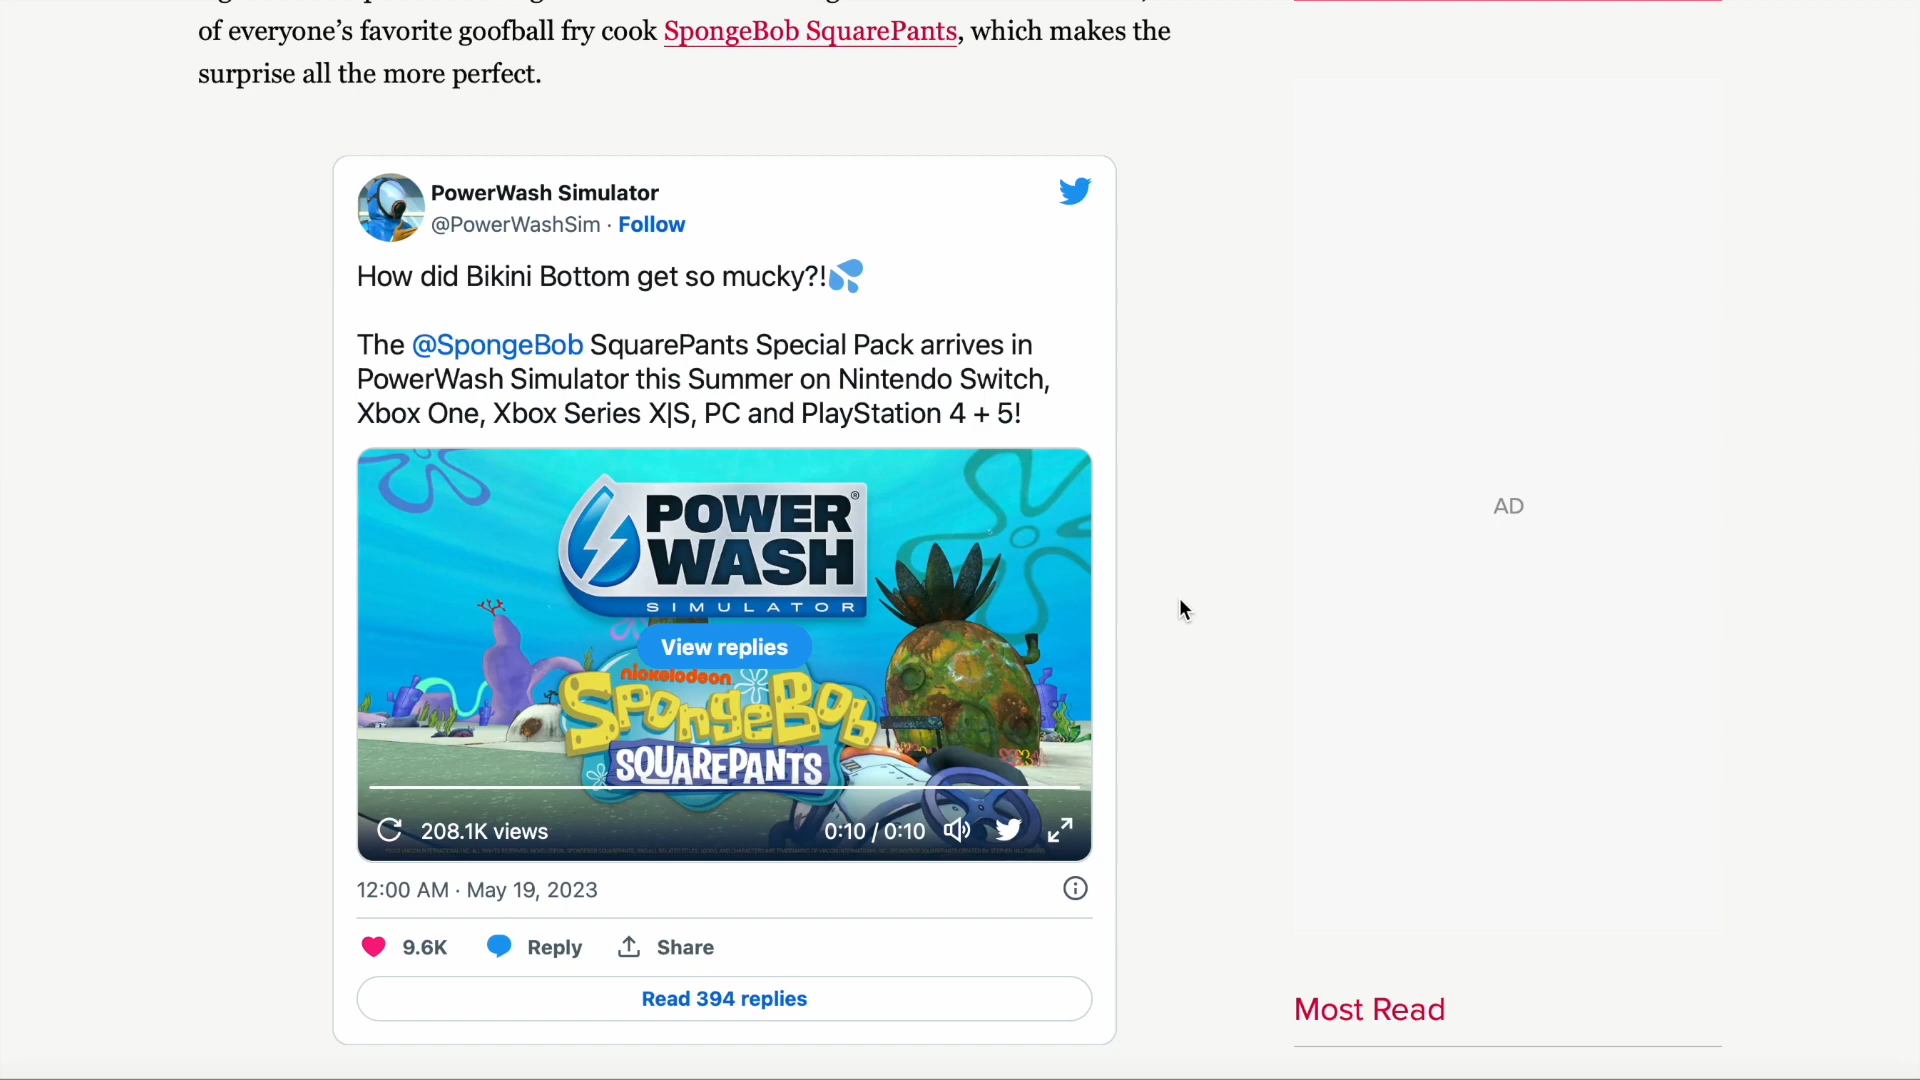 of everyone’s favorite goofball fry cook SpongeBob SquarePants, which makes the
surprise all the more perfect.
PowerWash Simulator
@PowerWashSim · Follow
How did Bikini Bottom get so mucky?!💦
The @SpongeBob SquarePants Special Pack arrives in
PowerWash Simulator this Summer on Nintendo Switch,
Xbox One, Xbox Series X|S, PC and PlayStation 4 + 5!
POWER®
WASH
SIMULATOR
View replies
nickelodeon
SPONGEBOB
SQUAREPANTS
208.1K views
0:10 / 0:10
12:00 AM · May 19, 2023
9.6K
Reply
Share
Read 394 replies
AD
Most Read